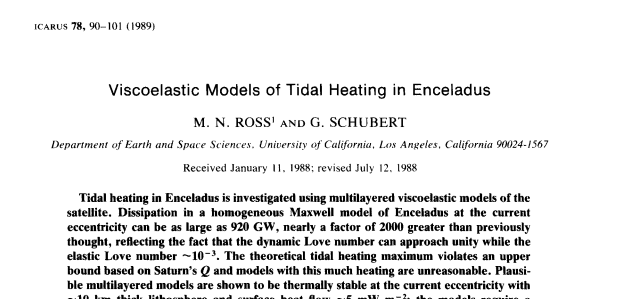 ICARUS 78, 90–101 (1989)
Viscoelastic Models of Tidal Heating in Enceladus
M. N. ROSS¹ AND G. SCHUBERT
Department of Earth and Space Sciences, University of California, Los Angeles, California 90024-1567
Received January 11, 1988; revised July 12, 1988
Tidal heating in Enceladus is investigated using multilayered viscoelastic models of the
satellite. Dissipation in a homogeneous Maxwell model of Enceladus at the current
eccentricity can be as large as 920 GW, nearly a factor of 2000 greater than previously
thought, reflecting the fact that the dynamic Love number can approach unity while the
elastic Love number ~10⁻³. The theoretical tidal heating maximum violates an upper
bound based on Saturn's Q and models with this much heating are unreasonable. Plausi-
ble multilayered models are shown to be thermally stable at the current eccentricity with
km thick lithosphere and surface heat flow mW m⁻²; the models require a